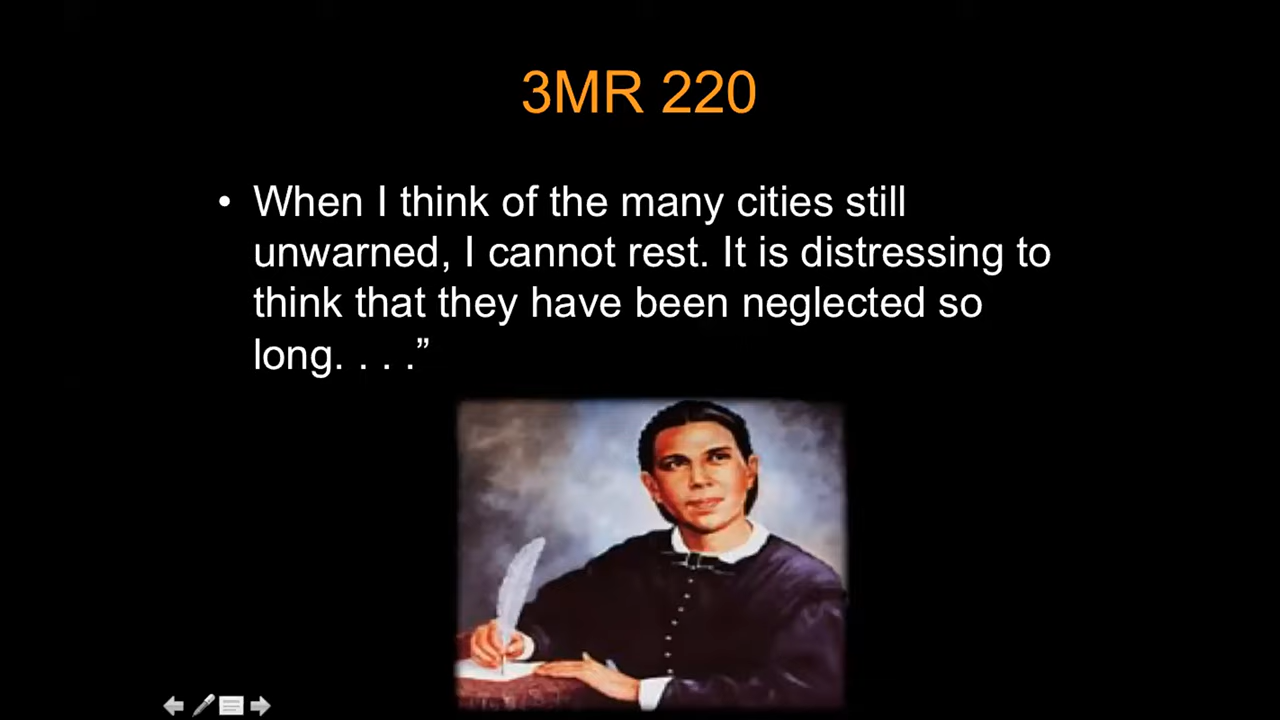 3MR 220
• When I think of the many cities still
unwarned, I cannot rest. It is distressing to
think that they have been neglected so
long. . . .”